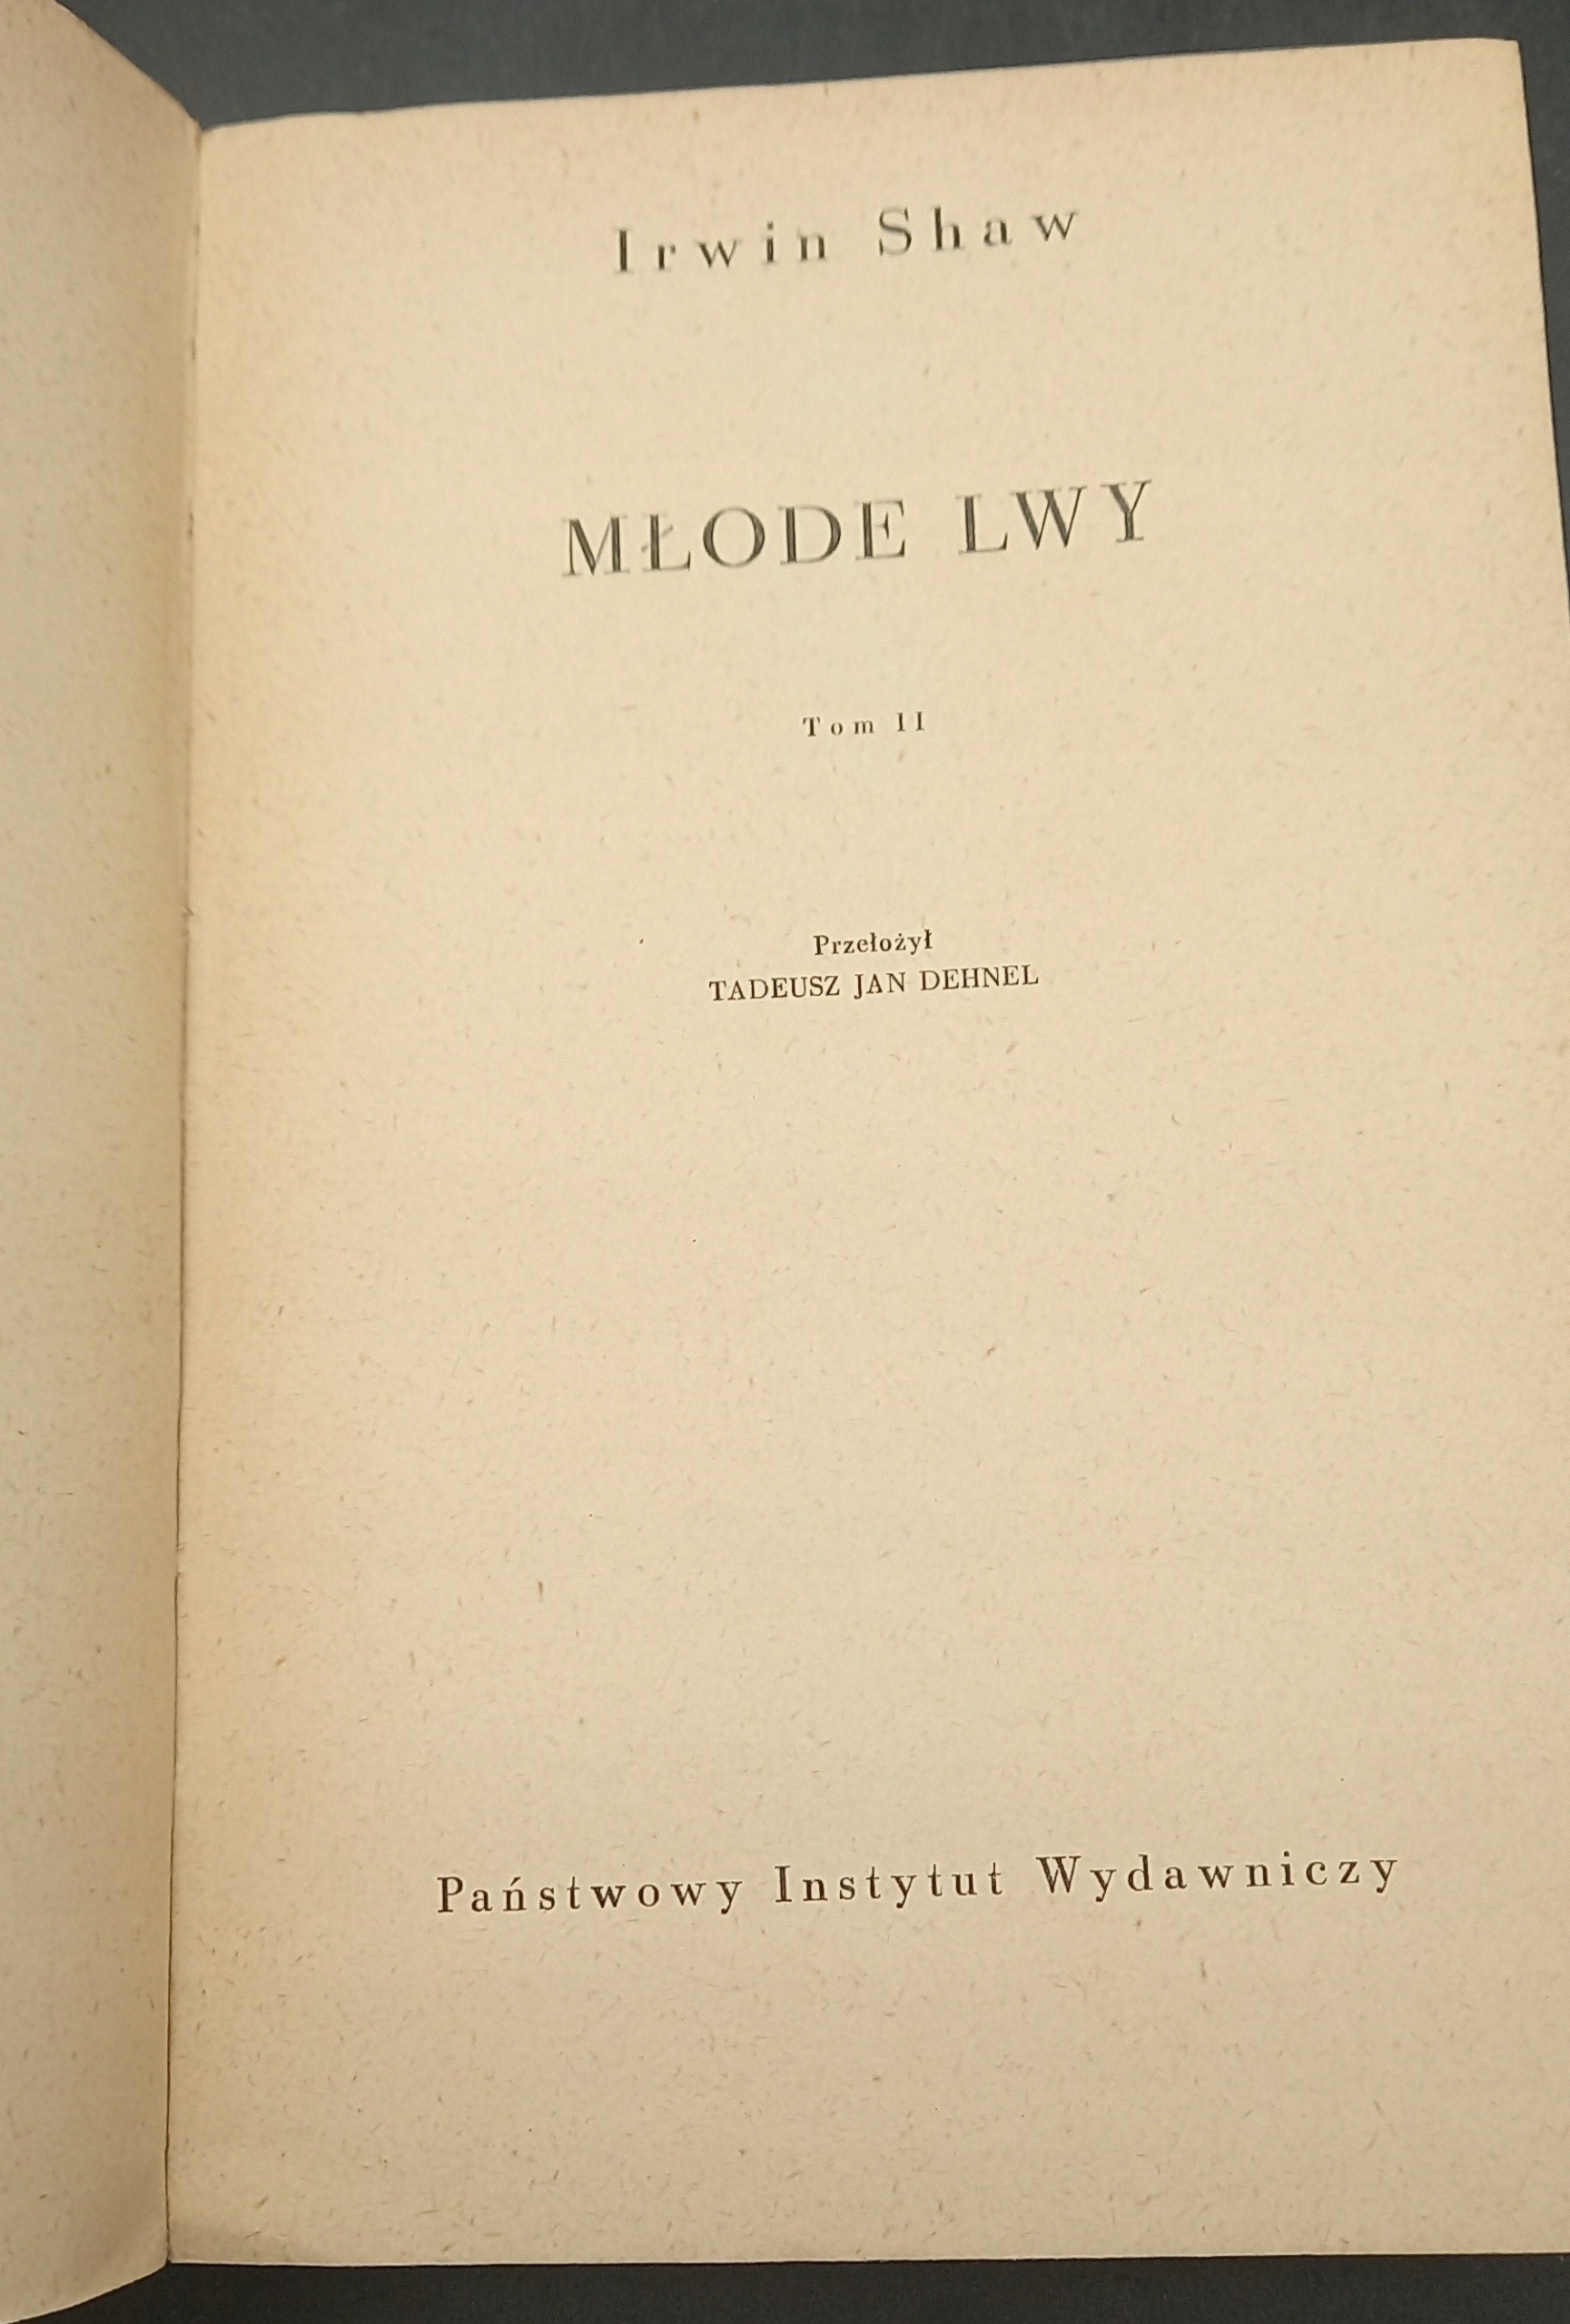 Irwin Shaw
MŁODE LWY
Tom II
Przełożył
TADEUSZ JAN DEHNEL
Państwowy Instytut Wydawniczy